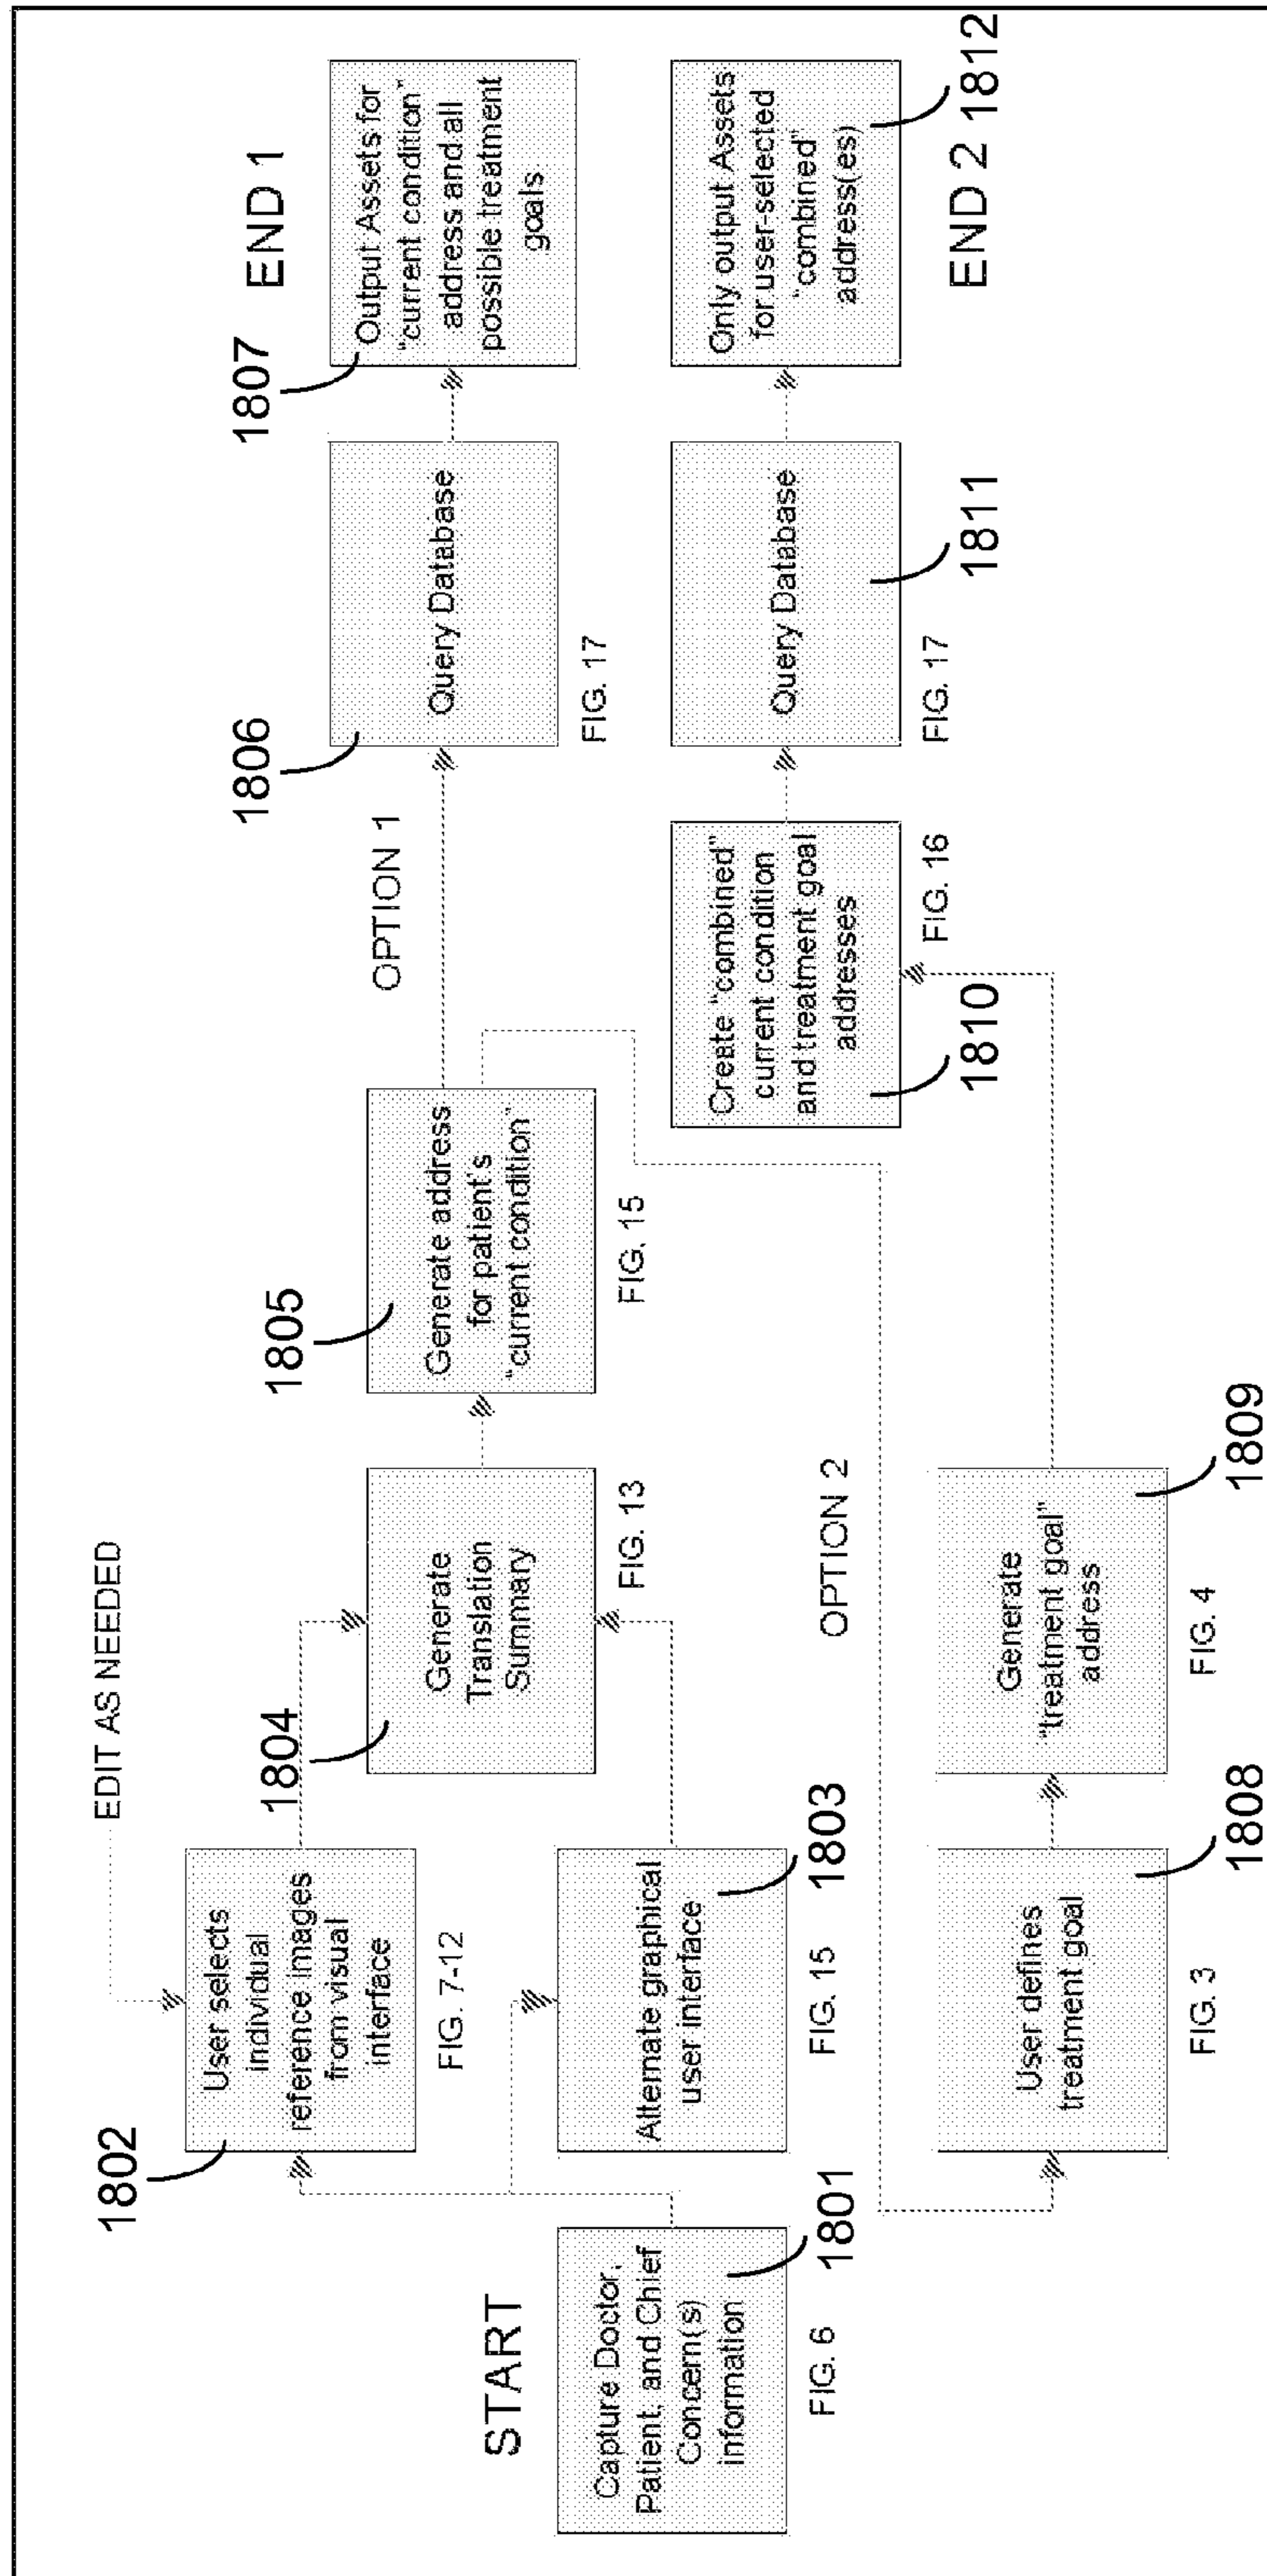 START
Capture Doctor,
Patient, and Chief
Concern(s)
information
FIG. 6
1801
1802
User selects
individual
reference images
from visual
interface
FIG. 7-12
EDIT AS NEEDED
Alternate graphical
user interface
FIG. 15
1803
1804
Generate
Translation
Summary
FIG. 13
1805
Generate address
for patient's
"current condition"
FIG. 15
OPTION 1
1806
Query Database
FIG. 17
1807
END 1
Output Assets for
"current condition"
address and all
possible treatment
goals.
OPTION 2
User defines
treatment goal
FIG. 3
1808
Generate
"treatment goal"
address
FIG. 4
1809
Create "combined"
current condition
and treatment goal
addresses
1810
FIG. 16
Query Database
FIG. 17
1811
Only output Assets
for user-selected
"combined"
address(es)
END 2
1812